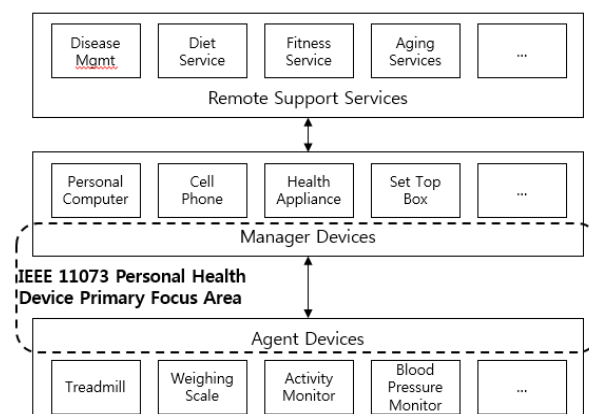 Disease
Mgmt
Diet
Service
Fitness
Service
Aging
Services
...
Remote Support Services
Personal
Computer
Cell
Phone
Health
Appliance
Set Top
Box
...
Manager Devices
IEEE 11073 Personal Health
Device Primary Focus Area
Agent Devices
Treadmill
Weighing
Scale
Activity
Monitor
Blood
Pressure
Monitor
...